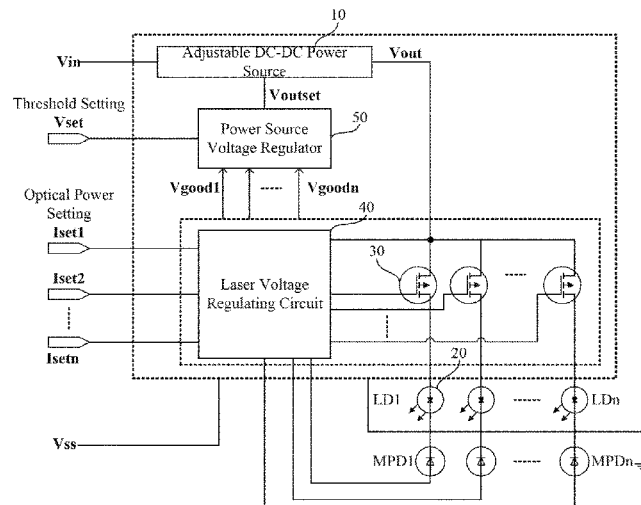 10
Vin
Adjustable DC-DC Power
Source
Vout
Voutset
Threshold Setting
Vset
50
Power Source
Voltage Regulator
Vgood1
Vgoodn
Optical Power
Setting
40
Iset1
30
Iset2
Laser Voltage
Regulating Circuit
Isetn
20
LD1
LDn
Vss
MPD1
MPDn